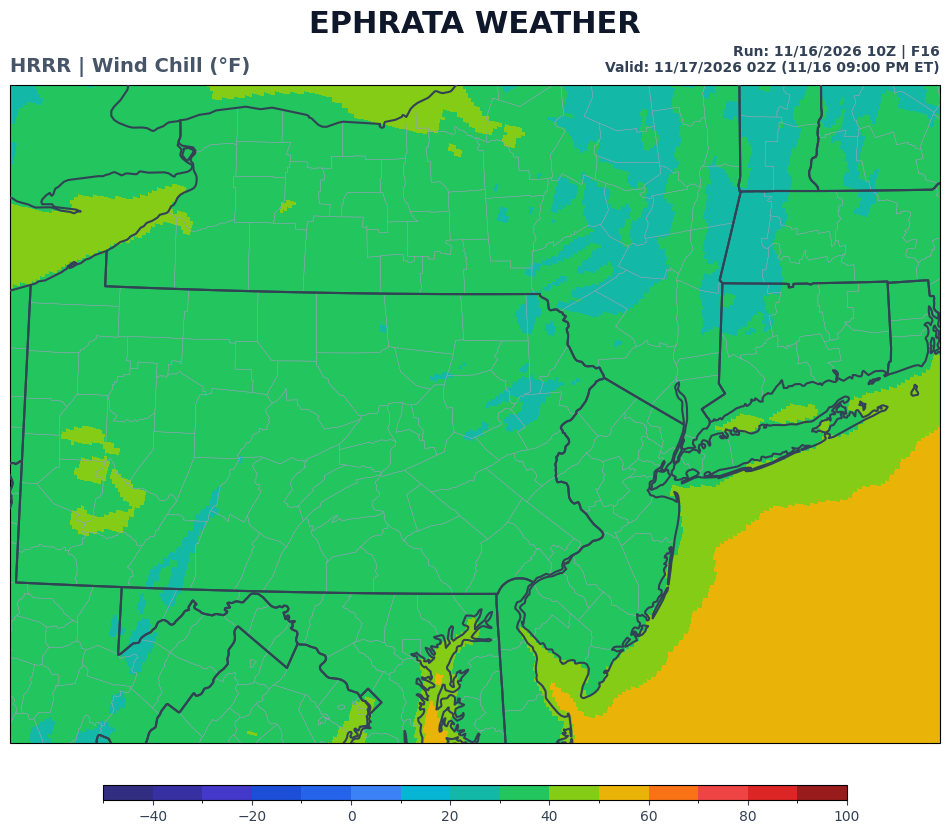 EPHRATA WEATHER
HRRR | Wind Chill (°F)
Run: 11/16/2026 10Z | F16
Valid: 11/17/2026 02Z (11/16 09:00 PM ET)
−40 −20 0 20 40 60 80 100